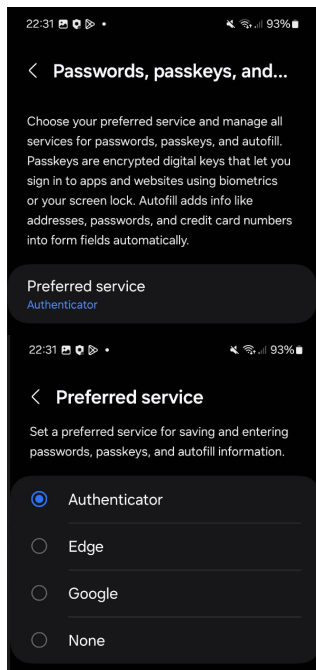 22:31 93%
Passwords, passkeys, and...
Choose your preferred service and manage all
services for passwords, passkeys, and autofill.
Passkeys are encrypted digital keys that let you
sign in to apps and websites using biometrics
or your screen lock. Autofill adds info like
addresses, passwords, and credit card numbers
into form fields automatically.
Preferred service
Authenticator
22:31 93%
Preferred service
Set a preferred service for saving and entering
passwords, passkeys, and autofill information.
Authenticator
Edge
Google
None